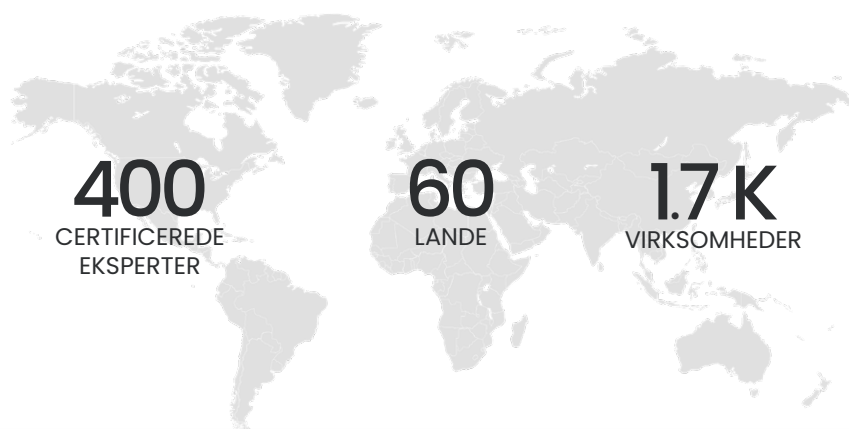 400
CERTIFICEREDE
EKSPERTER
60
LANDE
1.7 K
VIRKSOMHEDER